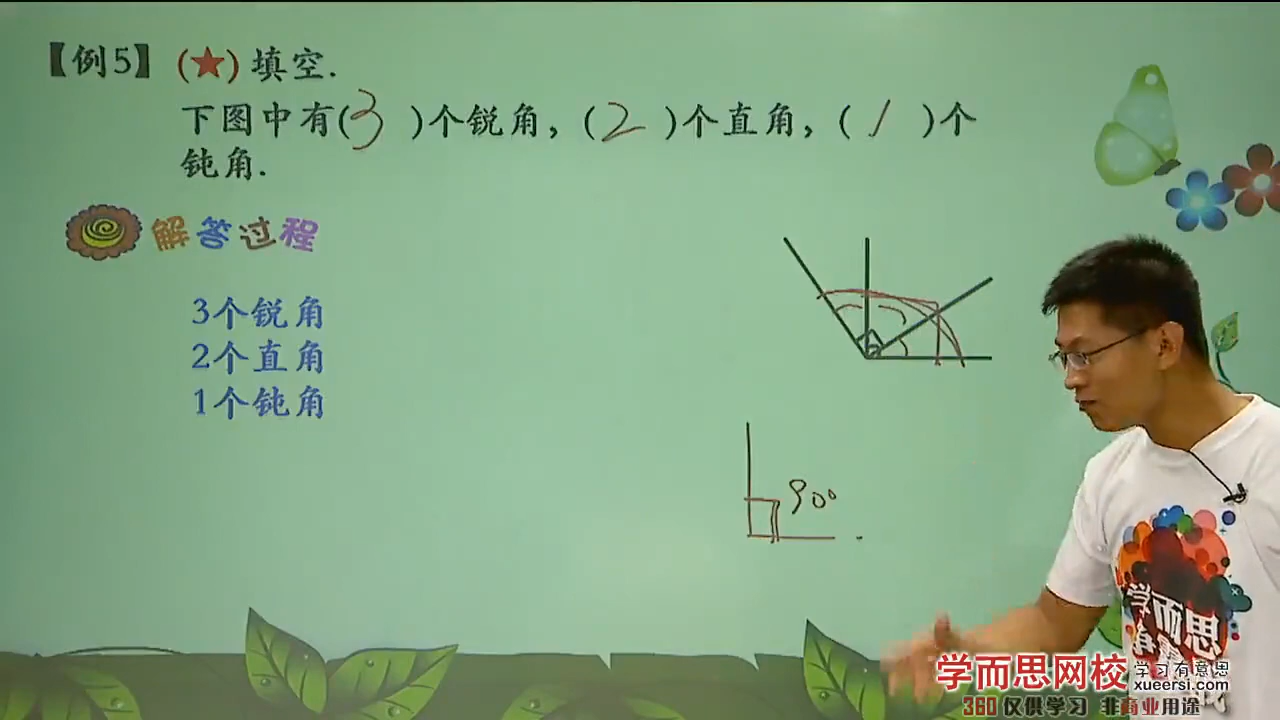 【例5】(★)填空.
下图中有(3)个锐角，(2)个直角，(1)个
钝角.
解答过程
3个锐角
2个直角
1个钝角
90°
学而思
学而思网校
学习有意思
xueersi.com
360仅供学习 非商业用途